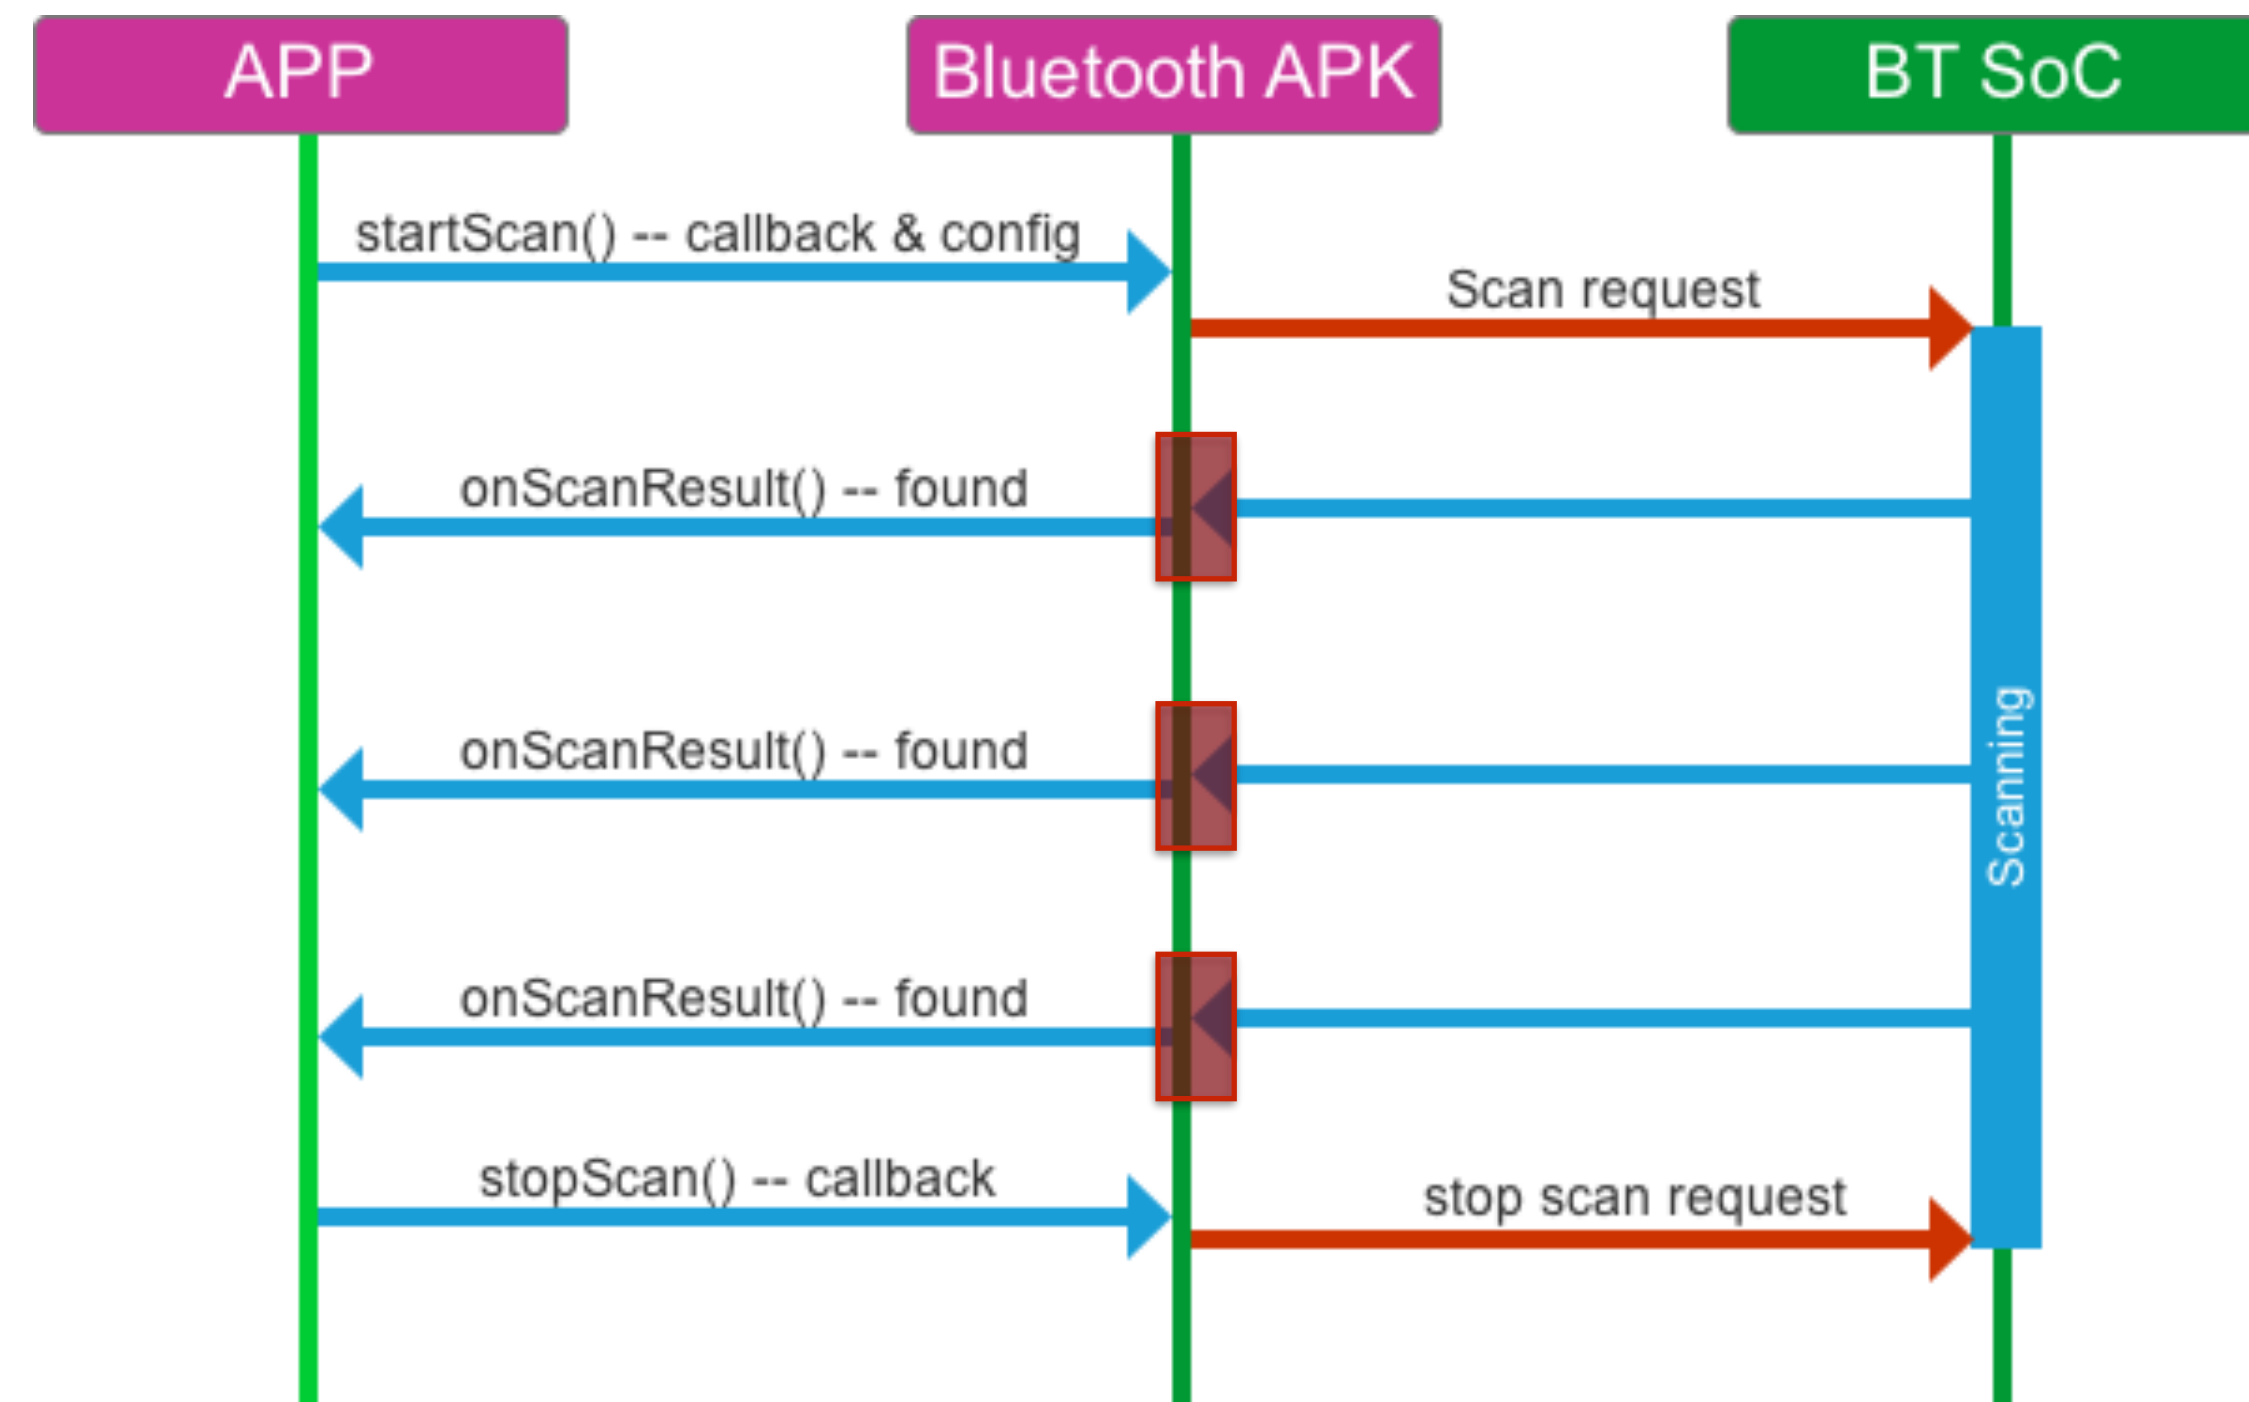 APP
Bluetooth APK
BT SoC
startScan() -- callback & config
Scan request
onScanResult() -- found
onScanResult() -- found
Scanning
onScanResult() -- found
stopScan() -- callback
stop scan request